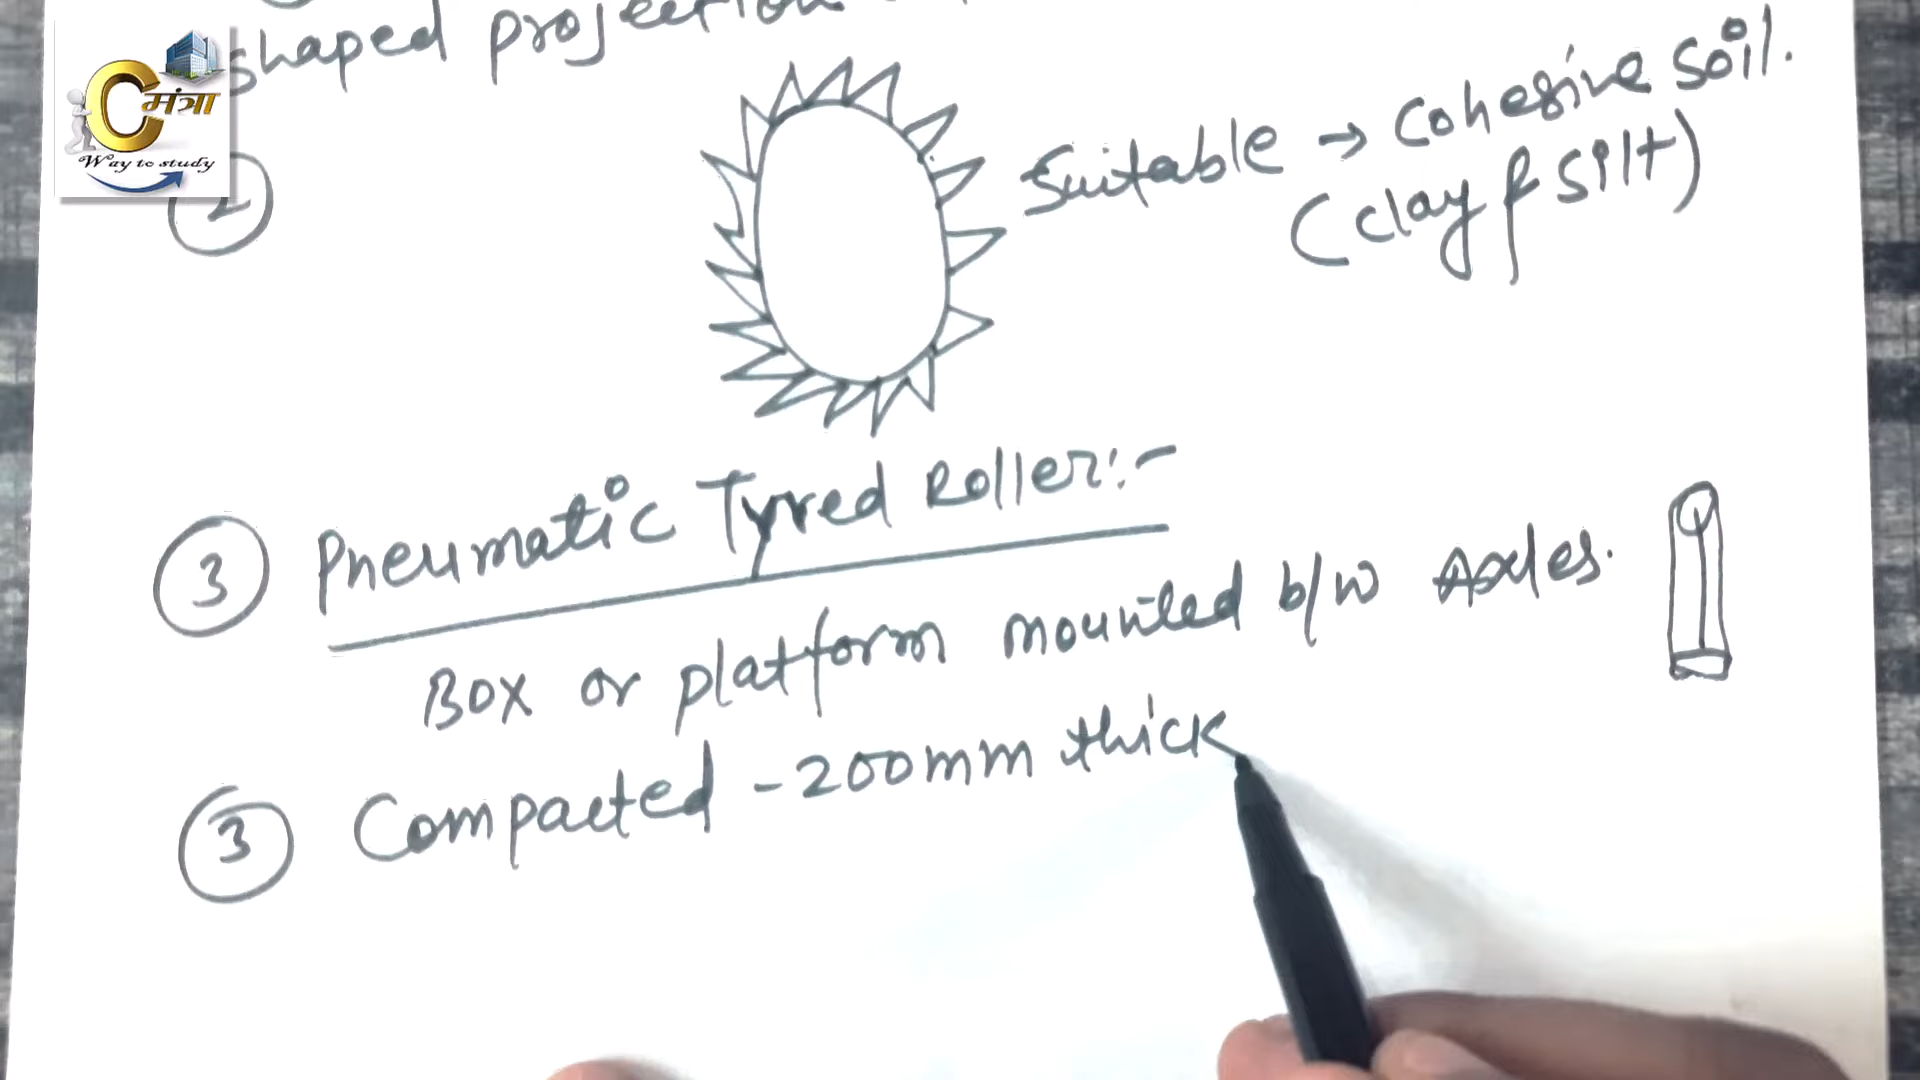 shaped projection
C मंत्रा
Way to study
2
Suitable → Cohesive soil.
(clay & silt)
3 Pneumatic Tyred Roller:-
Box or platform mounted b/w Axles.
3 Compacted - 200mm thick